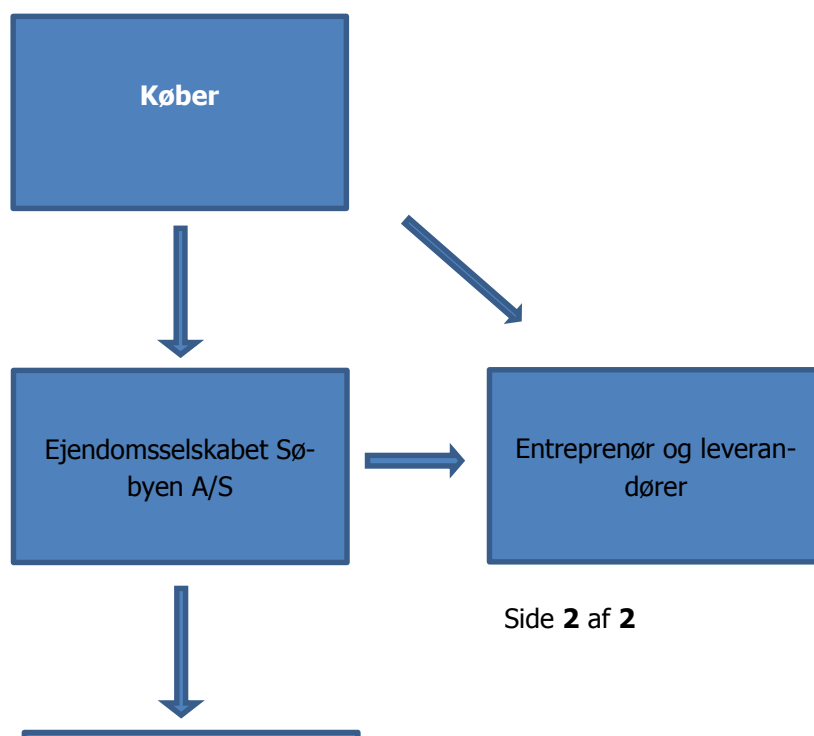 Køber
Ejendomsselskabet Sø-
byen A/S
Entreprenør og leveran-
dører
Side 2 af 2